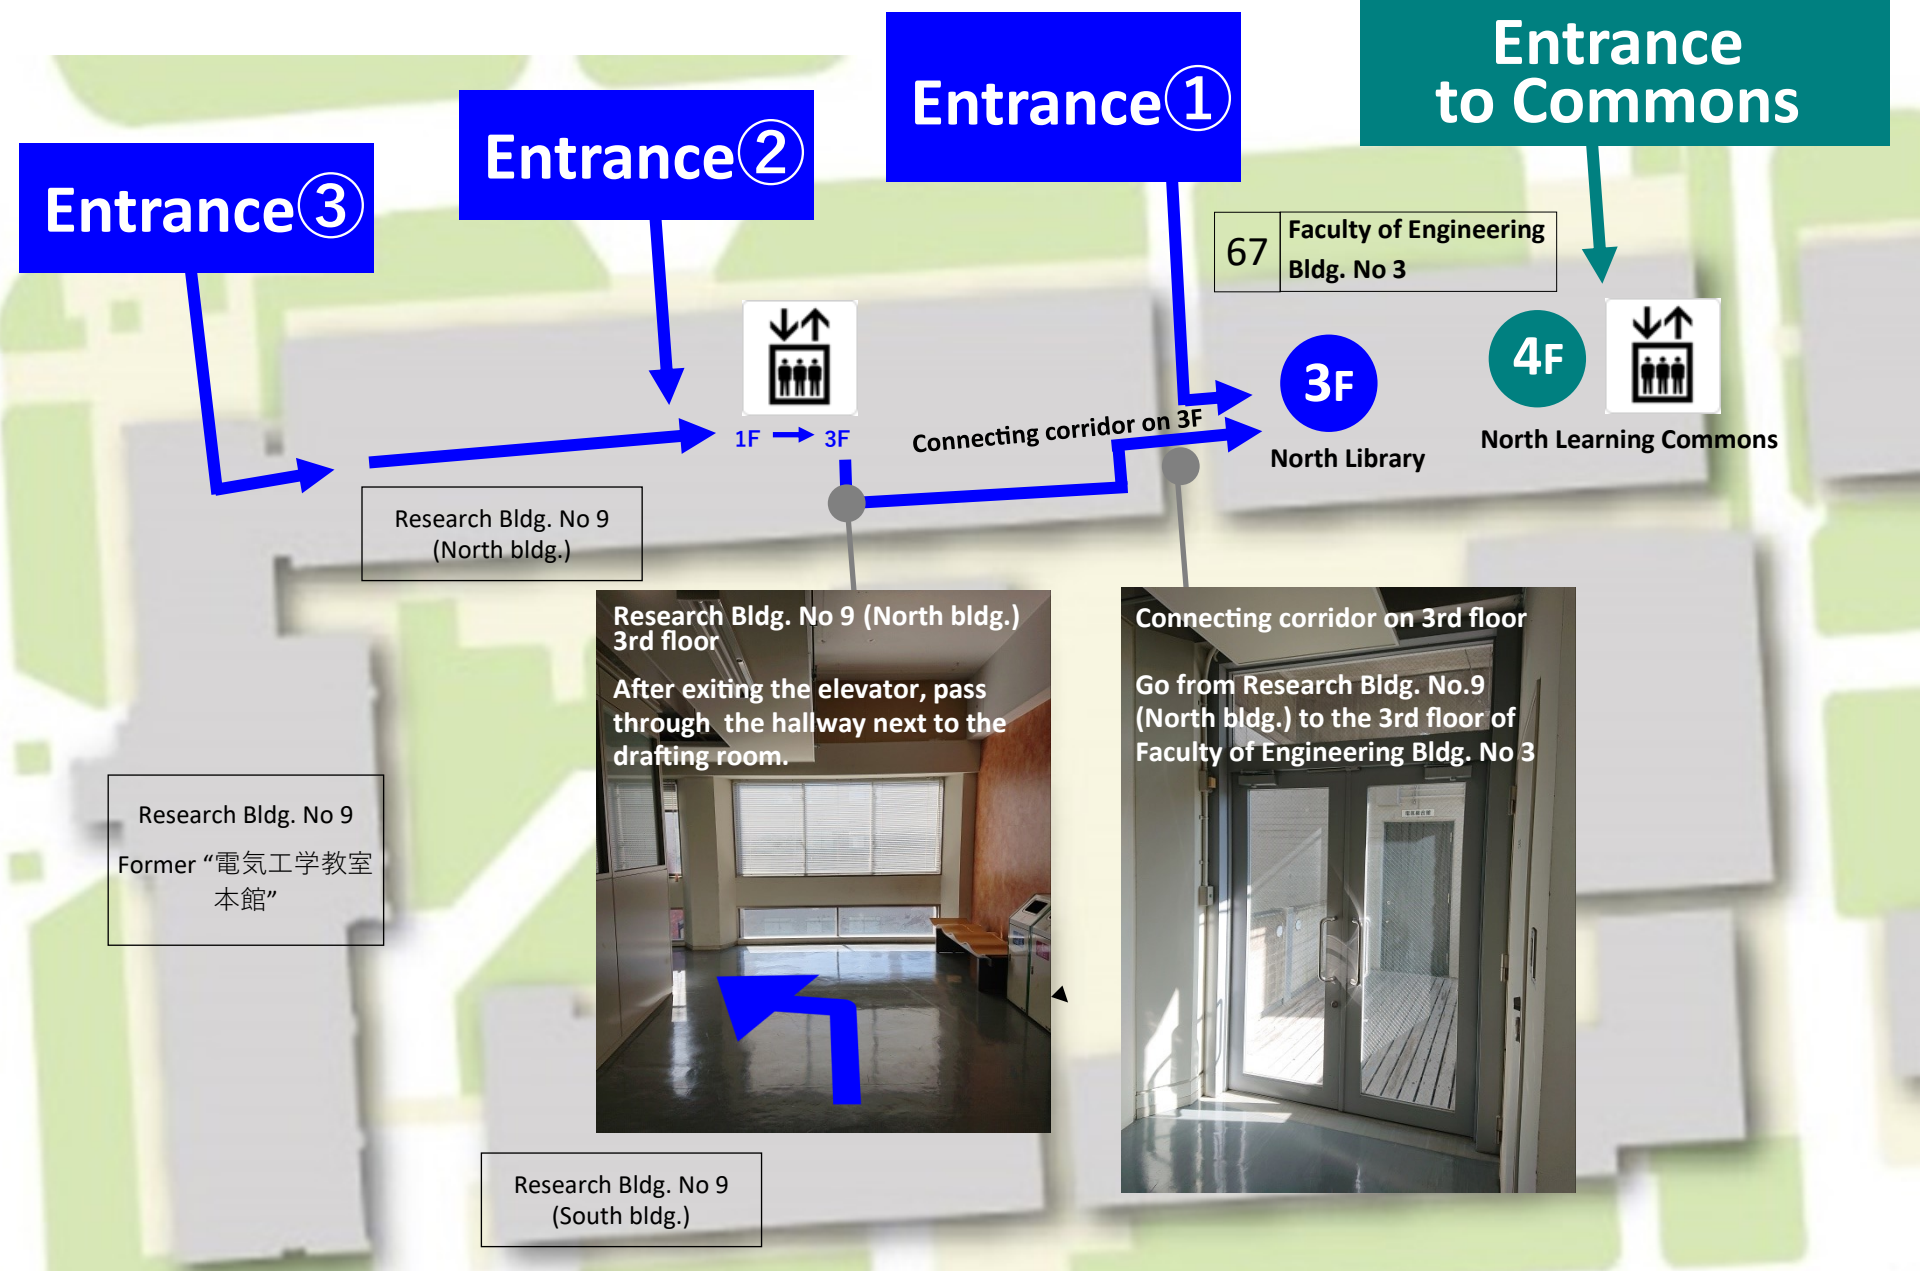 Entrance
to Commons
Entrance①
Entrance②
Entrance③
67
Faculty of Engineering
Bldg. No 3
3F
North Library
4F
North Learning Commons
1F
3F
Connecting corridor on 3F
Research Bldg. No 9
(North bldg.)
Research Bldg. No 9 (North bldg.)
3rd floor
After exiting the elevator, pass
through the hallway next to the
drafting room.
Connecting corridor on 3rd floor
Go from Research Bldg. No.9
(North bldg.) to the 3rd floor of
Faculty of Engineering Bldg. No 3
Research Bldg. No 9
Former “電気工学教室
本館”
Research Bldg. No 9
(South bldg.)